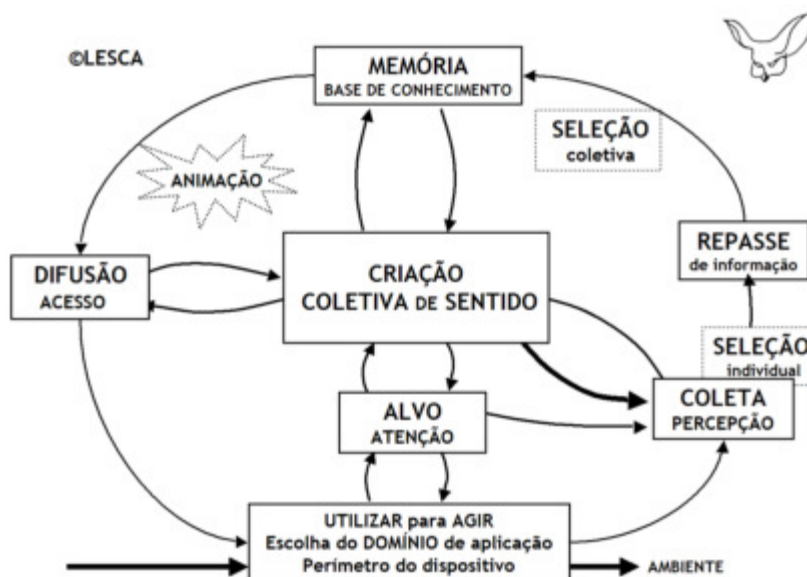 ©LESCA
MEMÓRIA
BASE DE CONHECIMENTO
SELEÇÃO
coletiva
ANIMAÇÃO
DIFUSÃO
ACESSO
CRIAÇÃO
COLETIVA DE SENTIDO
REPASSE
de informação
SELEÇÃO
individual
ALVO
ATENÇÃO
COLETA
PERCEPÇÃO
UTILIZAR para AGIR
Escolha do DOMÍNIO de aplicação
Perímetro do dispositivo
AMBIENTE